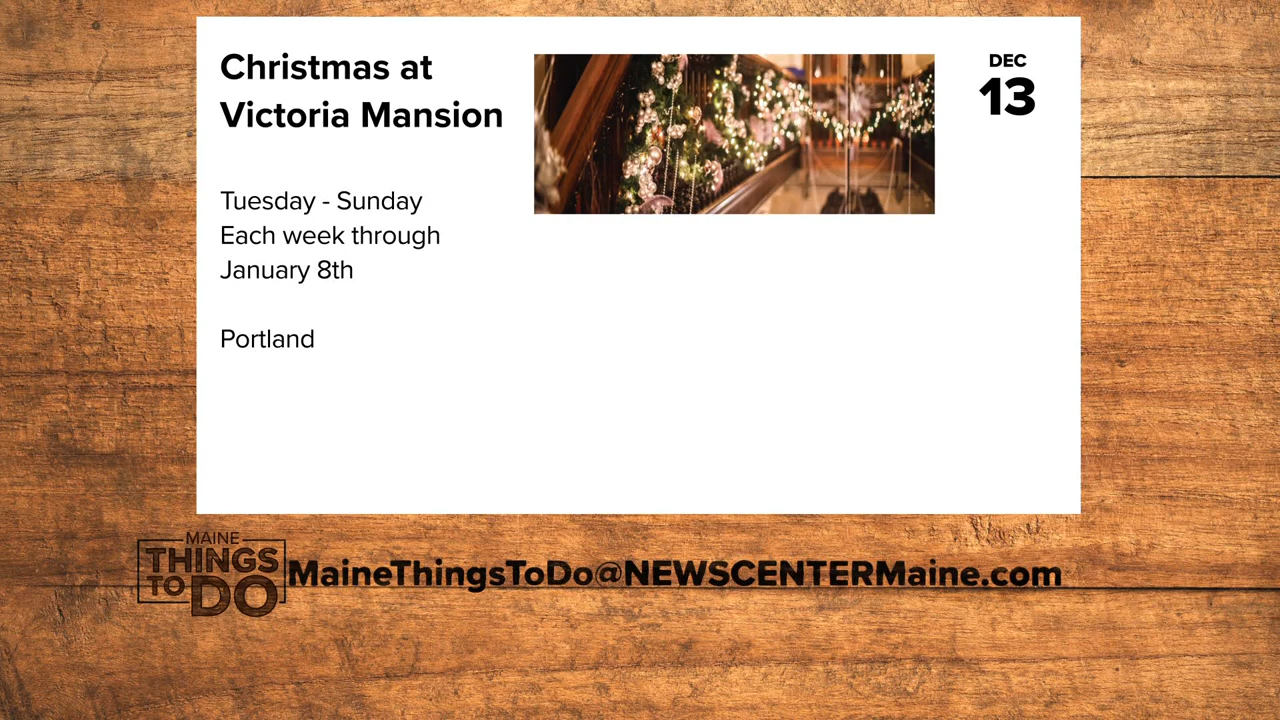 Christmas at
Victoria Mansion
DEC
13
Tuesday - Sunday
Each week through
January 8th
Portland
MAINE
THINGS
TO DO
MaineThingsToDo@NEWSCENTERMaine.com